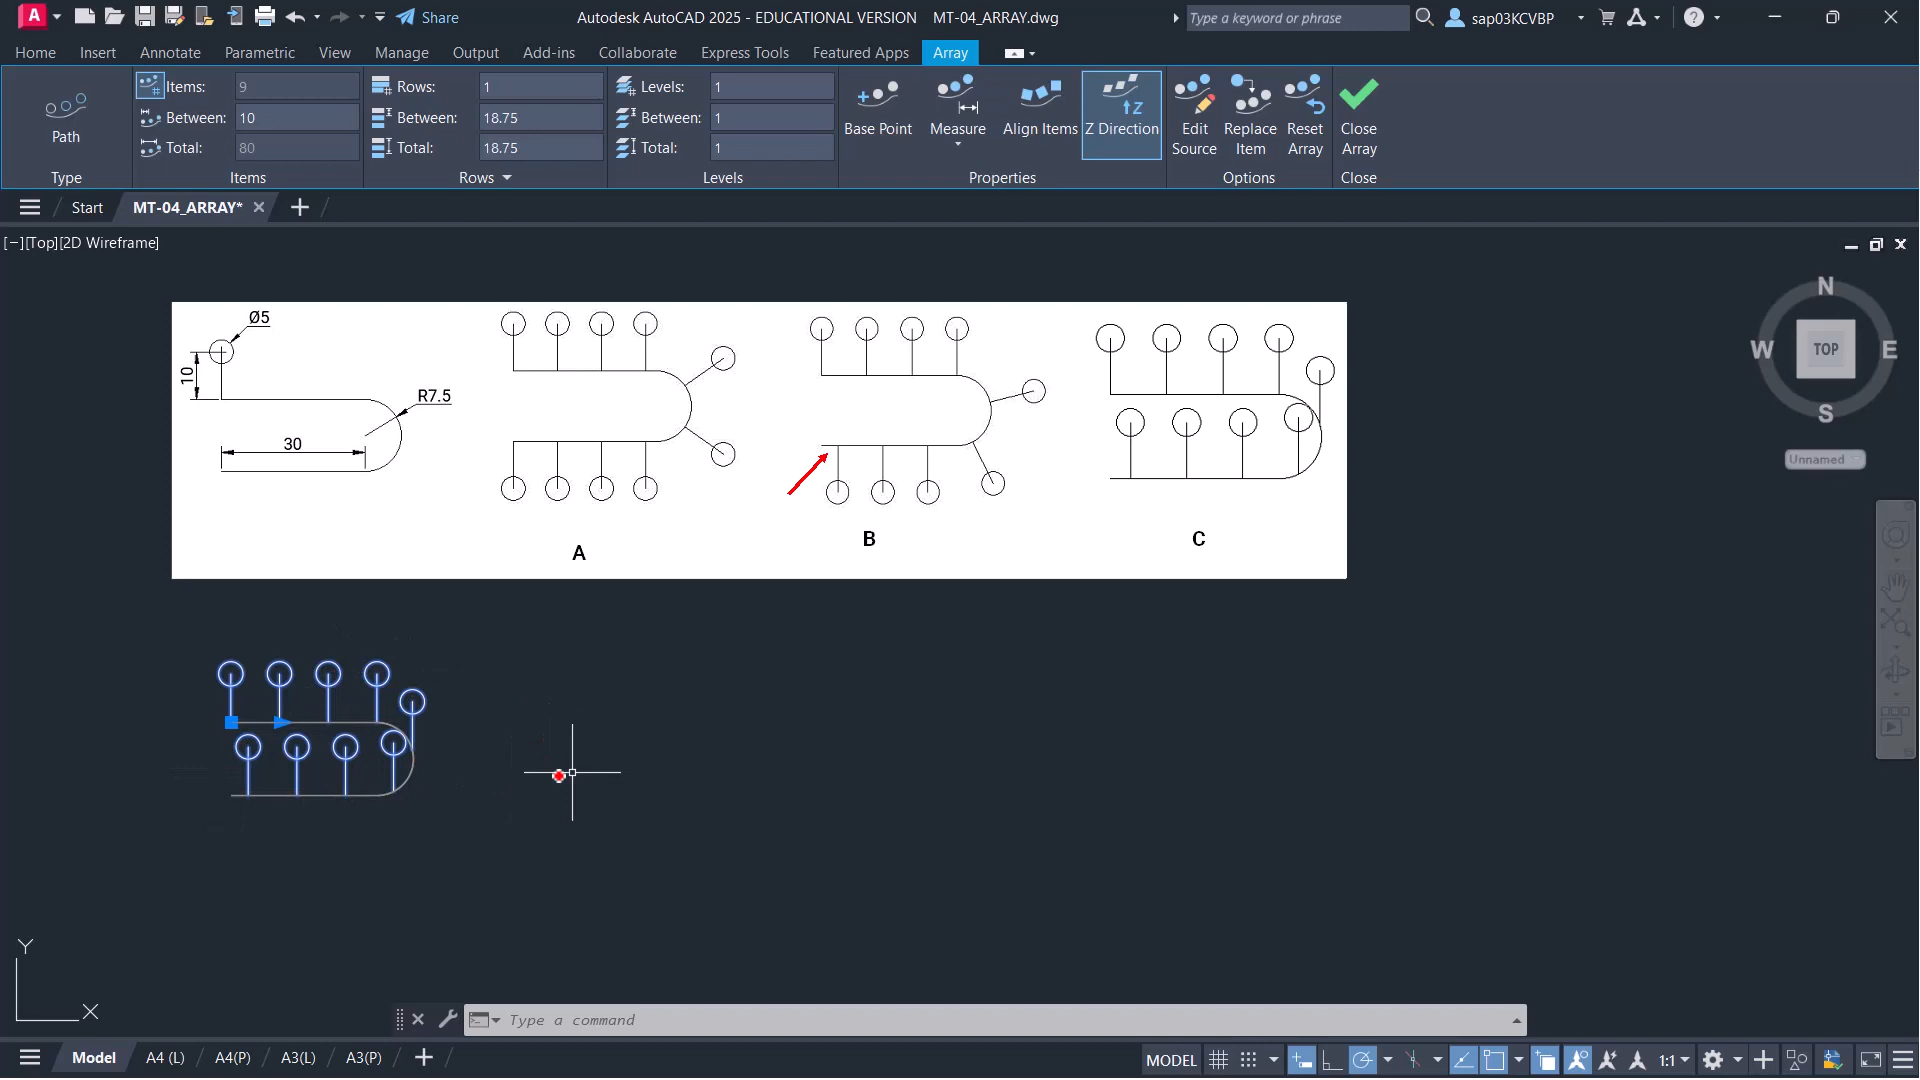 A Share Autodesk AutoCAD 2025 - EDUCATIONAL VERSION MT-04_ARRAY.dwg Type a keyword or phrase sap03KCVBP ?
Home Insert Annotate Parametric View Manage Output Add-ins Collaborate Express Tools Featured Apps Array
Items: 9 Rows: 1 Levels: 1
Between: 10 Between: 18.75 Between: 1
Total: 80 Total: 18.75 Total: 1
Path
Base Point Measure Align Items Z Direction Edit Source Replace Item Reset Array Close Array
Type Items Rows Levels Properties Options Close
Start MT-04_ARRAY*
[−][Top][2D Wireframe]
N
W TOP E
S
Unnamed
Ø5
10
R7.5
30
A
B
C
Y
X
Type a command
Model A4 (L) A4(P) A3(L) A3(P)
MODEL 1:1